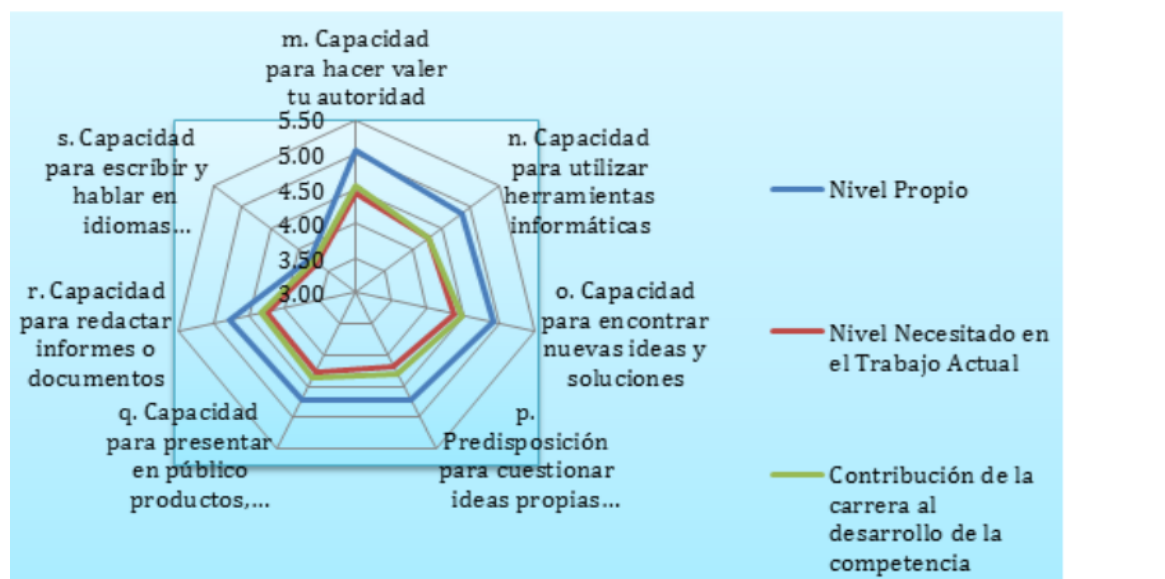 m. Capacidad
para hacer valer
tu autoridad
5.50
5.00
4.50
4.00
3.50
3.00
n. Capacidad
para utilizar
herramientas
informáticas
o. Capacidad
para encontrar
nuevas ideas y
soluciones
p.
Predisposición
para cuestionar
ideas propias...
q. Capacidad
para presentar
en público
productos,...
r. Capacidad
para redactar
informes o
documentos
s. Capacidad
para escribir y
hablar en
idiomas...
Nivel Propio
Nivel Necesitado en
el Trabajo Actual
Contribución de la
carrera al
desarrollo de la
competencia